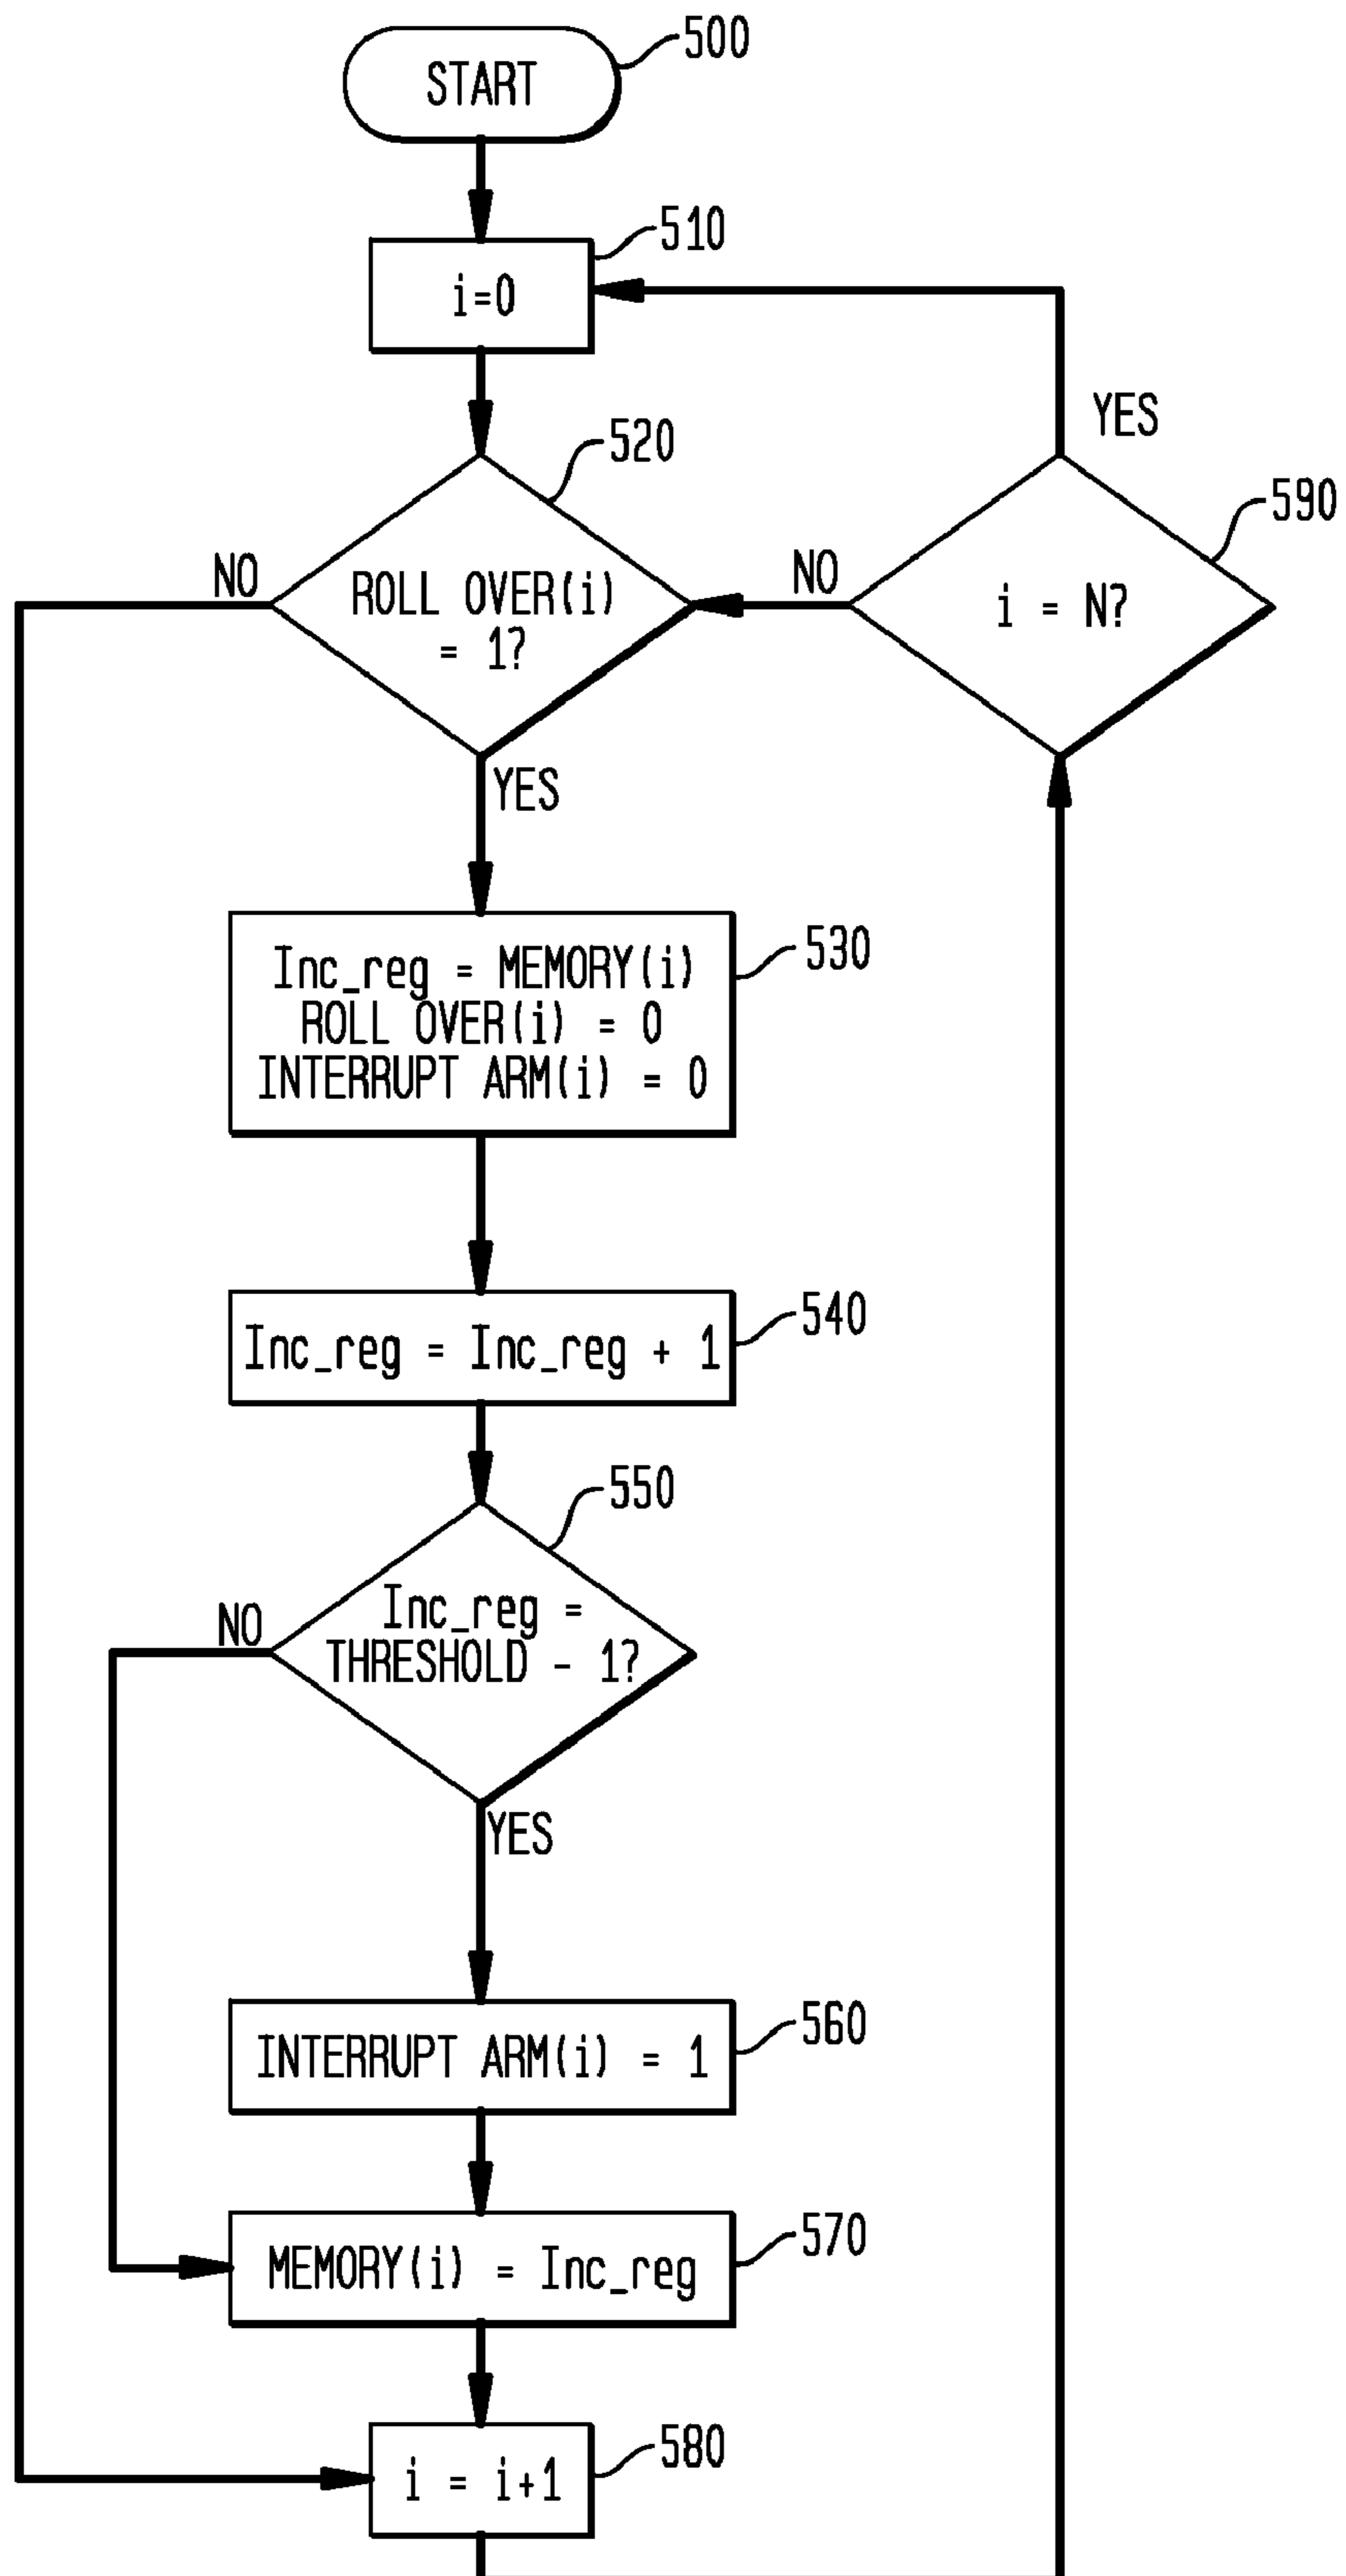 START
500
i=0
510
520
ROLL OVER(i)
= 1?
NO
YES
590
i = N?
NO
YES
Inc_reg = MEMORY(i)
ROLL OVER(i) = 0
INTERRUPT ARM(i) = 0
530
Inc_reg = Inc_reg + 1
540
550
Inc_reg =
THRESHOLD - 1?
NO
YES
INTERRUPT ARM(i) = 1
560
MEMORY(i) = Inc_reg
570
i = i+1
580